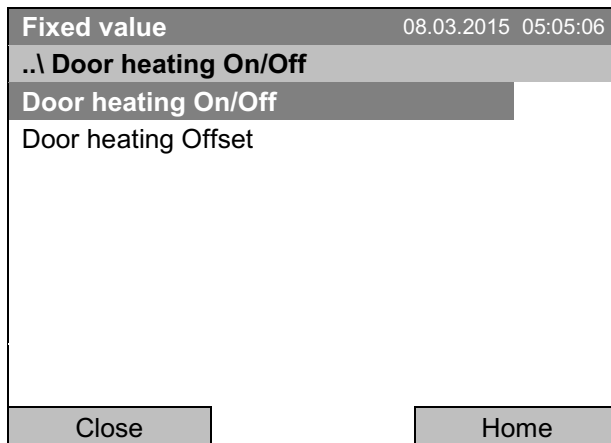 Fixed value 08.03.2015 05:05:06
..\ Door heating On/Off
Door heating On/Off
Door heating Offset
Close Home